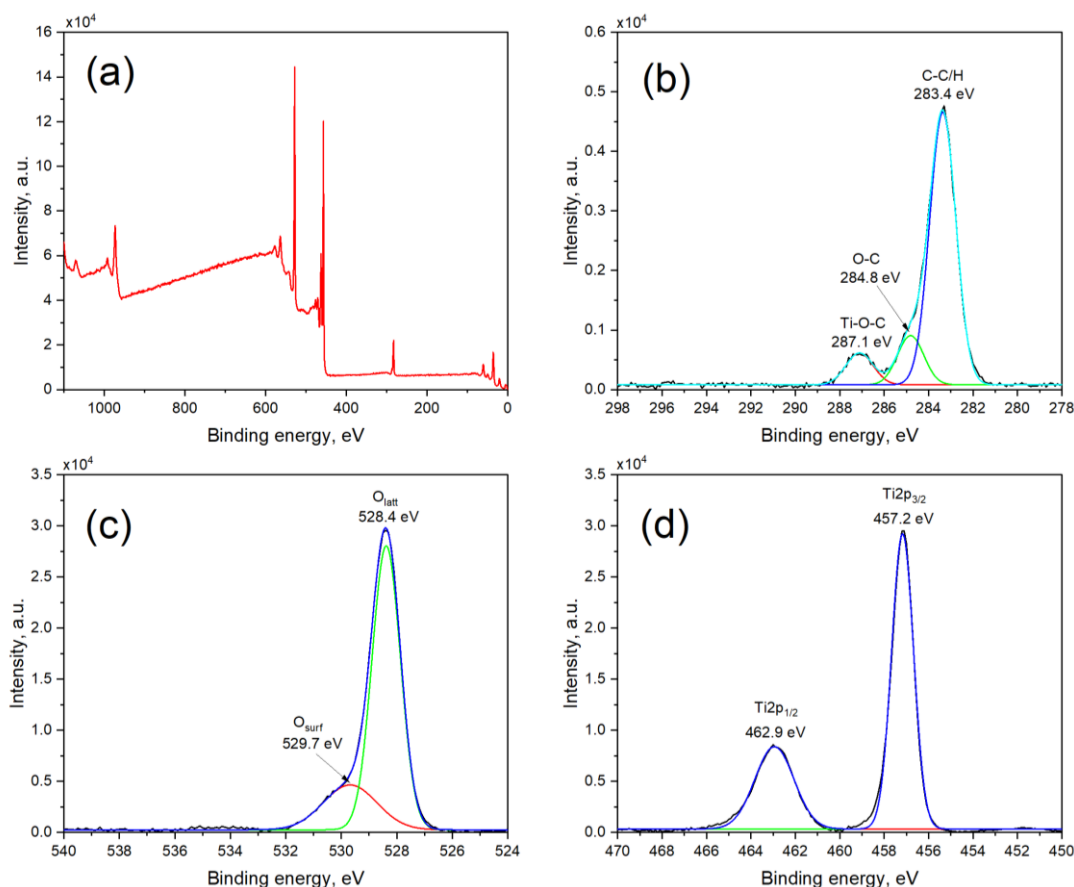 x10⁴
(a)
16
14
12
10
8
6
4
2
0
Intensity, a.u.
1000 800 600 400 200 0
Binding energy, eV
x10⁴
(b)
0.6
0.5
0.4
0.3
0.2
0.1
0.0
Intensity, a.u.
C-C/H
283.4 eV
O-C
284.8 eV
Ti-O-C
287.1 eV
298 296 294 292 290 288 286 284 282 280 278
Binding energy, eV
x10⁴
(c)
3.5
3.0
2.5
2.0
1.5
1.0
0.5
0.0
Intensity, a.u.
Olatt
528.4 eV
Osurf
529.7 eV
540 538 536 534 532 530 528 526 524
Binding energy, eV
x10⁴
(d)
3.5
3.0
2.5
2.0
1.5
1.0
0.5
0.0
Intensity, a.u.
Ti2p3/2
457.2 eV
Ti2p1/2
462.9 eV
470 468 466 464 462 460 458 456 454 452 450
Binding energy, eV